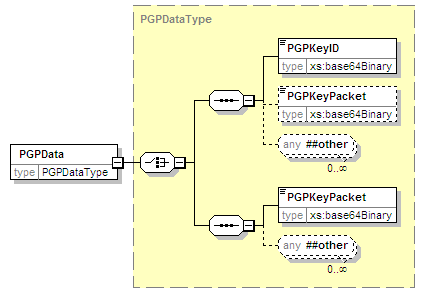 PGPDataType
PGPKeyID
type xs:base64Binary
PGPKeyPacket
type xs:base64Binary
any ##other
0..∞
PGPData
type PGPDataType
PGPKeyPacket
type xs:base64Binary
any ##other
0..∞